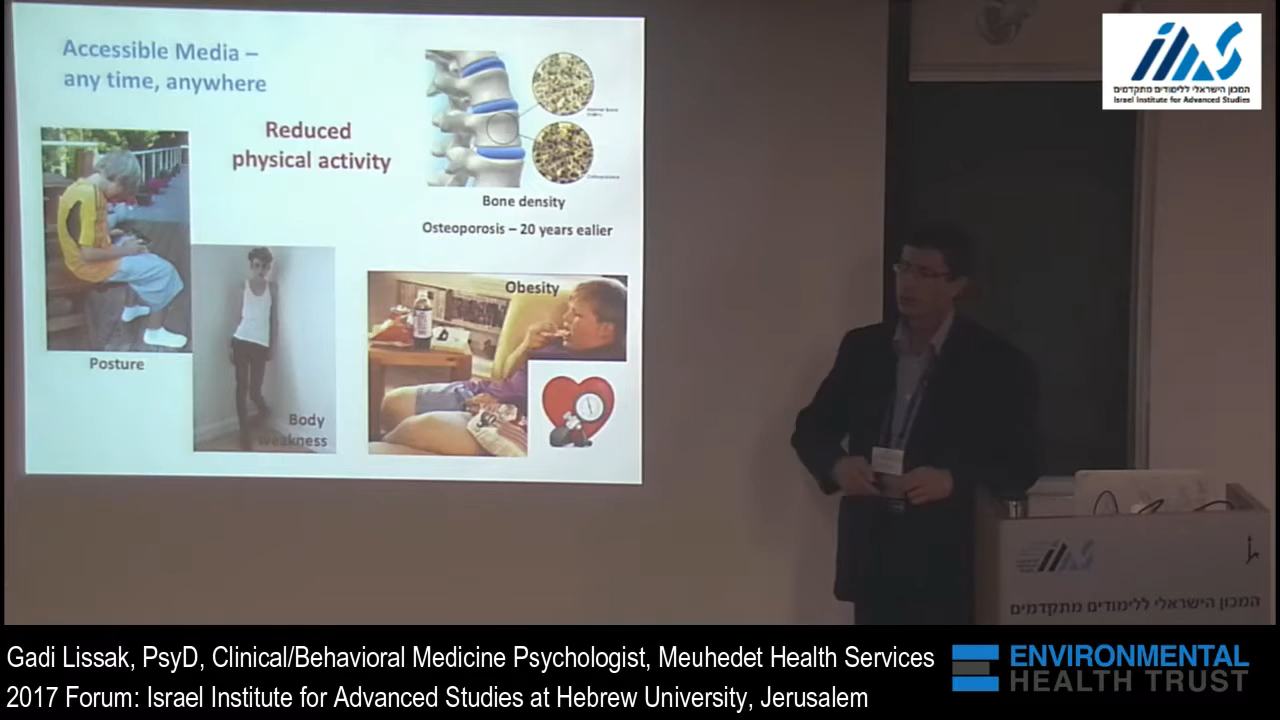 Accessible Media –
any time, anywhere
Reduced
physical activity
Bone density
Osteoporosis – 20 years ealier
Posture
Body
weakness
Obesity
המכון הישראלי ללימודים מתקדמים
Israel Institute for Advanced Studies
המכון הישראלי ללימודים מתקדמים
Gadi Lissak, PsyD, Clinical/Behavioral Medicine Psychologist, Meuhedet Health Services
2017 Forum: Israel Institute for Advanced Studies at Hebrew University, Jerusalem
ENVIRONMENTAL
HEALTH TRUST